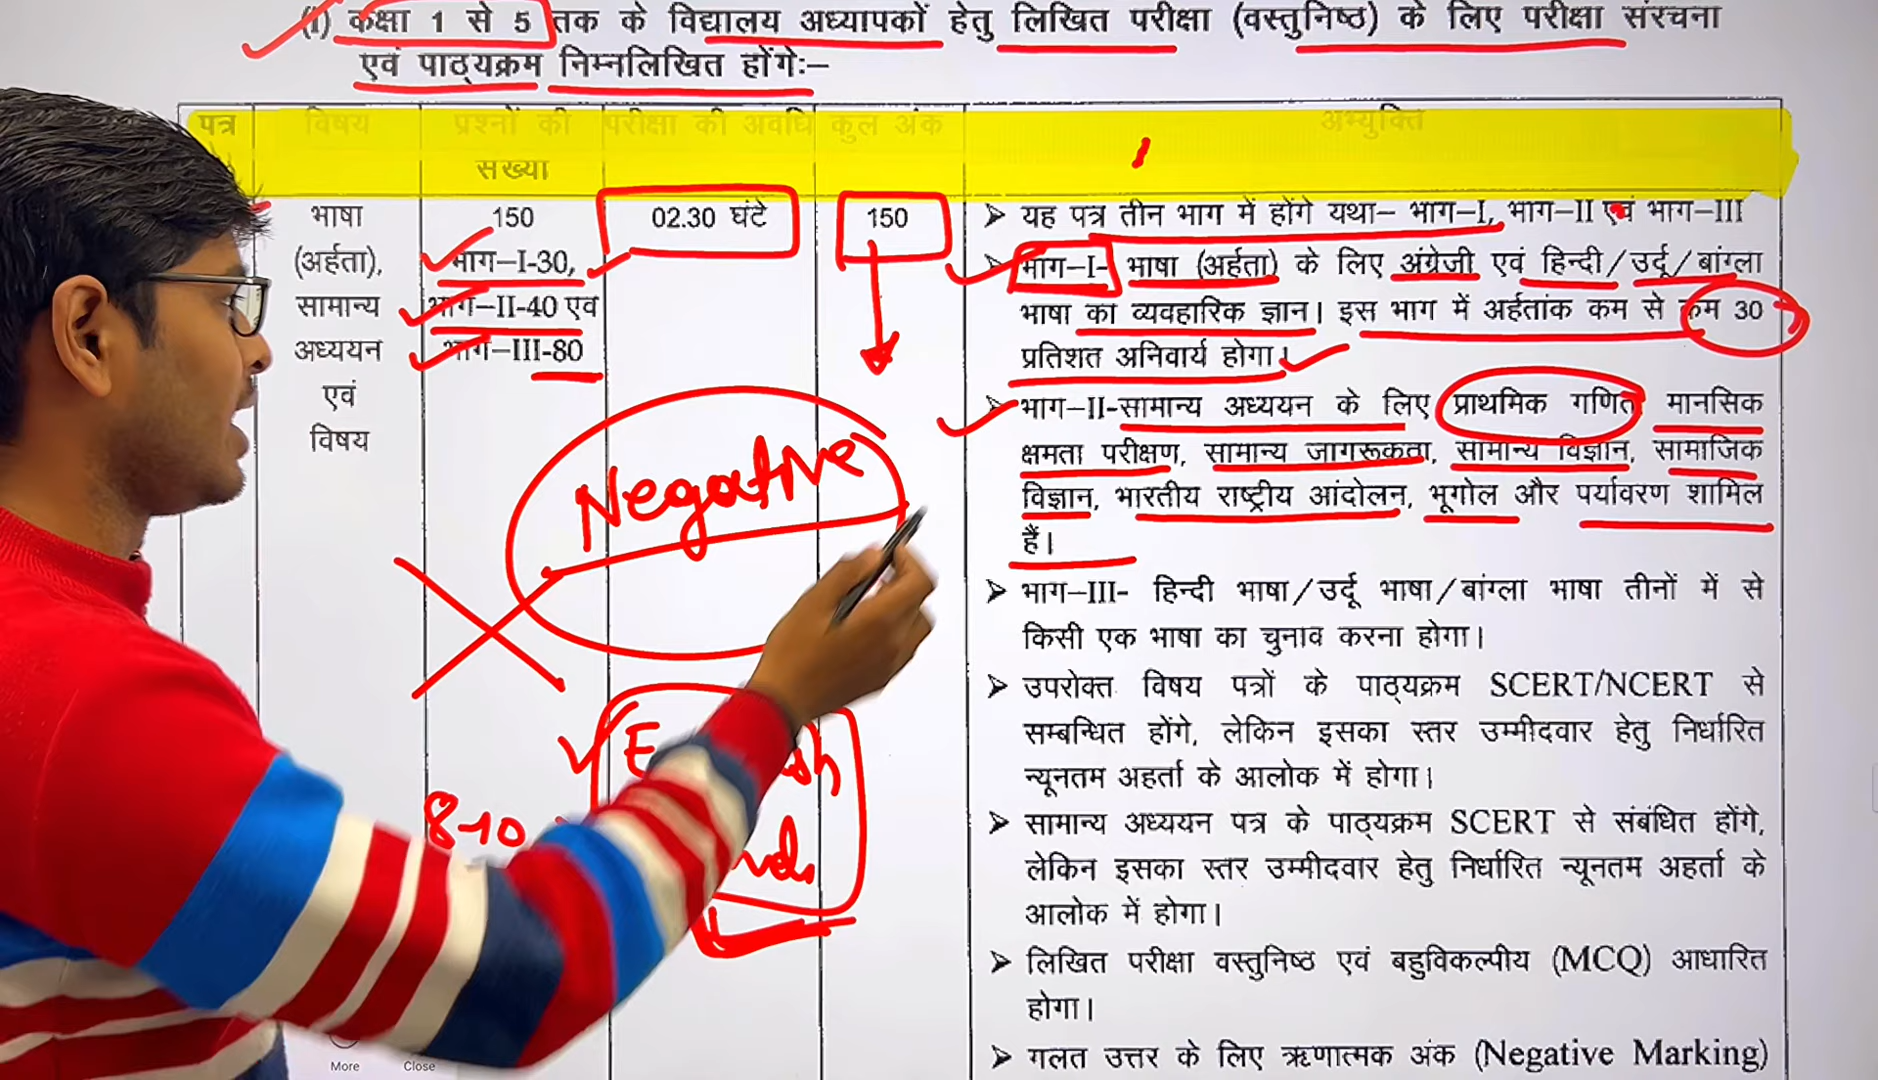 (I) कक्षा 1 से 5 तक के विद्यालय अध्यापकों हेतु लिखित परीक्षा (वस्तुनिष्ठ) के लिए परीक्षा संरचना
एवं पाठ्यक्रम निम्नलिखित होंगेः–
पत्र विषय प्रश्नों की परीक्षा की अवधि कुल अंक अभ्युक्ति
सख्या
भाषा 150 02.30 घंटे 150
(अर्हता), भाग–I-30,
सामान्य भाग–II-40 एवं
अध्ययन भाग–III-80
एवं
विषय
➢ यह पत्र तीन भाग में होंगे यथा– भाग–I, भाग–II एवं भाग–III
➢ भाग–I- भाषा (अर्हता) के लिए अंग्रेजी एवं हिन्दी/उर्दू/बांग्ला
भाषा का व्यवहारिक ज्ञान। इस भाग में अर्हतांक कम से कम 30
प्रतिशत अनिवार्य होगा।
➢ भाग–II-सामान्य अध्ययन के लिए प्राथमिक गणित मानसिक
क्षमता परीक्षण, सामान्य जागरूकता, सामान्य विज्ञान, सामाजिक
विज्ञान, भारतीय राष्ट्रीय आंदोलन, भूगोल और पर्यावरण शामिल
हैं।
➢ भाग–III- हिन्दी भाषा/उर्दू भाषा/बांग्ला भाषा तीनों में से
किसी एक भाषा का चुनाव करना होगा।
➢ उपरोक्त विषय पत्रों के पाठ्यक्रम SCERT/NCERT से
सम्बन्धित होंगे, लेकिन इसका स्तर उम्मीदवार हेतु निर्धारित
न्यूनतम अहर्ता के आलोक में होगा।
➢ सामान्य अध्ययन पत्र के पाठ्यक्रम SCERT से संबंधित होंगे,
लेकिन इसका स्तर उम्मीदवार हेतु निर्धारित न्यूनतम अहर्ता के
आलोक में होगा।
➢ लिखित परीक्षा वस्तुनिष्ठ एवं बहुविकल्पीय (MCQ) आधारित
होगा।
➢ गलत उत्तर के लिए ऋणात्मक अंक (Negative Marking)
Negative
8-10
More Close